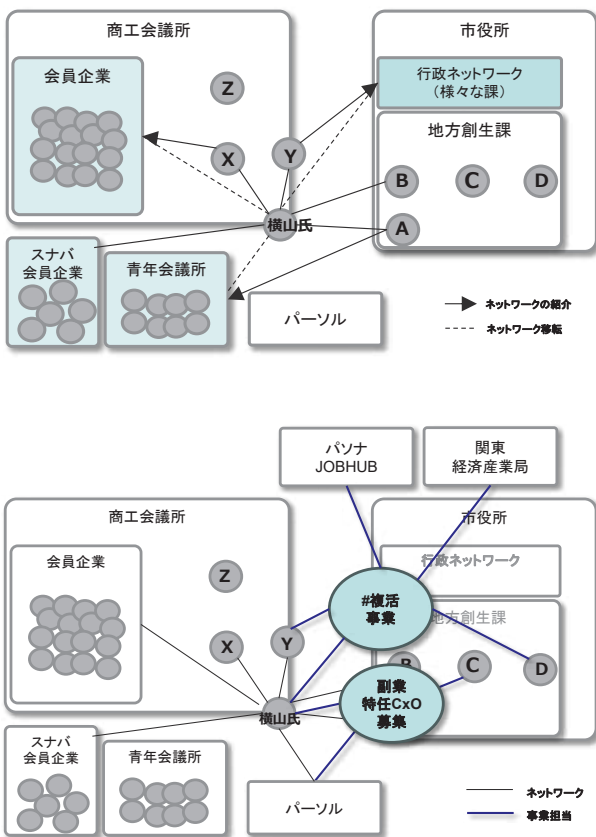 商工会議所
市役所
会員企業
行政ネットワーク
(様々な課)
Z
地方創生課
X
Y
B
C
D
横山氏
A
スナバ
会員企業
青年会議所
パーソル
ネットワークの紹介
ネットワーク移転
パソナ
JOBHUB
関東
経済産業局
商工会議所
市役所
会員企業
行政ネットワーク
Z
#複活
事業
地方創生課
X
Y
B
C
D
副業
特任CxO
募集
横山氏
スナバ
会員企業
青年会議所
パーソル
ネットワーク
事業担当